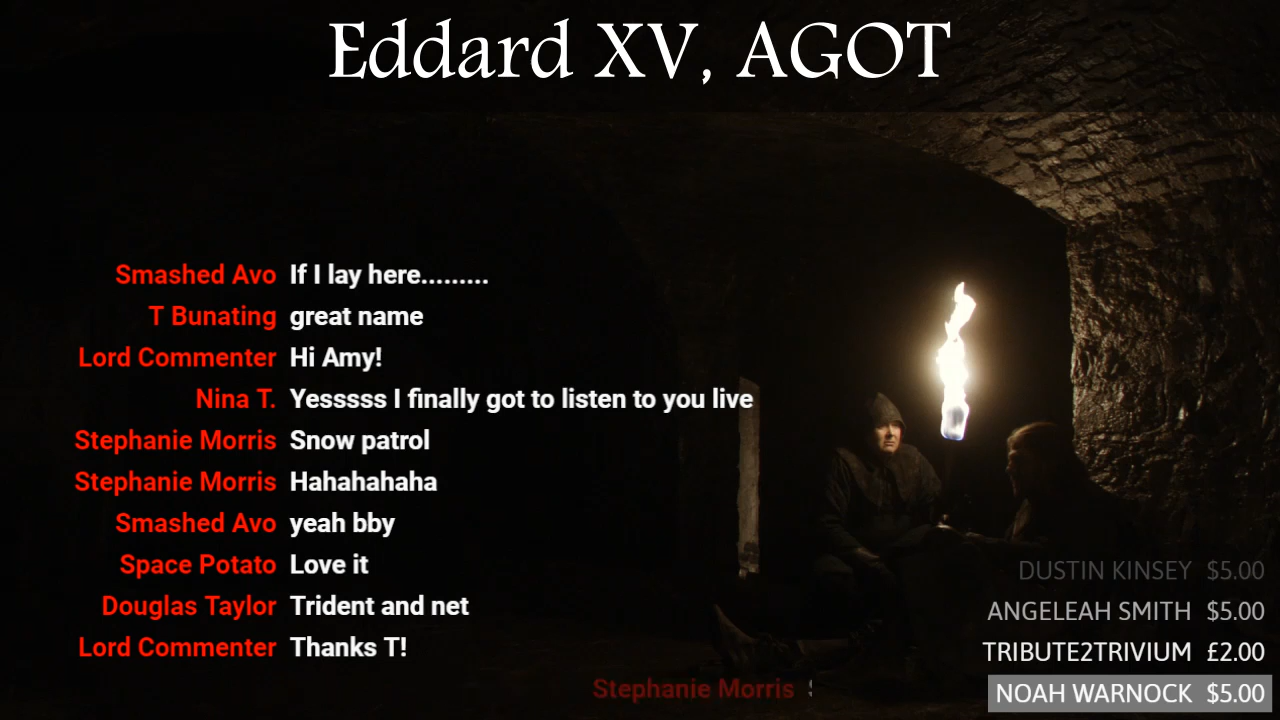 Eddard XV, AGOT
Smashed Avo If I lay here.........
T Bunating great name
Lord Commenter Hi Amy!
Nina T. Yesssss I finally got to listen to you live
Stephanie Morris Snow patrol
Stephanie Morris Hahahahaha
Smashed Avo yeah bby
Space Potato Love it
Douglas Taylor Trident and net
Lord Commenter Thanks T!
Stephanie Morris
DUSTIN KINSEY $5.00
ANGELEAH SMITH $5.00
TRIBUTE2TRIVIUM £2.00
NOAH WARNOCK $5.00